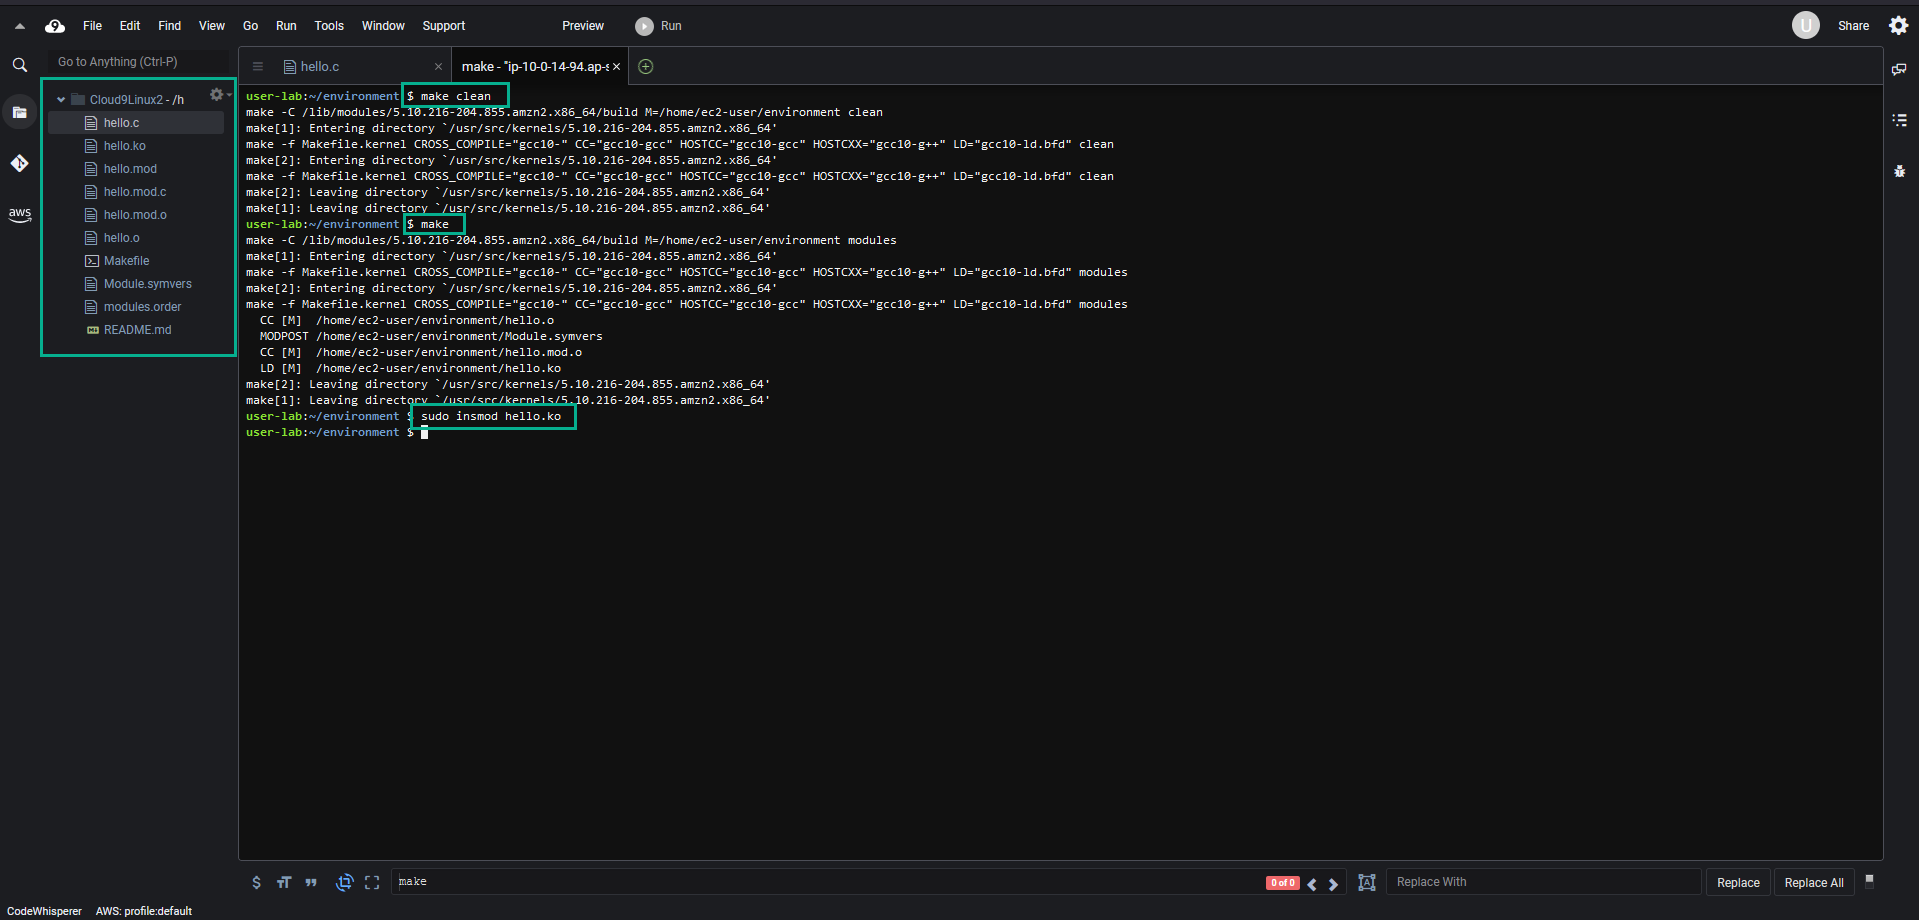 File Edit Find View Go Run Tools Window Support Preview Run U Share
Go to Anything (Ctrl-P)
hello.c
make - "ip-10-0-14-94.ap-s
Cloud9Linux2 - /h
hello.c
hello.ko
hello.mod
hello.mod.c
hello.mod.o
hello.o
Makefile
Module.symvers
modules.order
README.md
aws
user-lab:~/environment $ make clean
make -C /lib/modules/5.10.216-204.855.amzn2.x86_64/build M=/home/ec2-user/environment clean
make[1]: Entering directory `/usr/src/kernels/5.10.216-204.855.amzn2.x86_64'
make -f Makefile.kernel CROSS_COMPILE="gcc10-" CC="gcc10-gcc" HOSTCC="gcc10-gcc" HOSTCXX="gcc10-g++" LD="gcc10-ld.bfd" clean
make[2]: Entering directory `/usr/src/kernels/5.10.216-204.855.amzn2.x86_64'
make -f Makefile.kernel CROSS_COMPILE="gcc10-" CC="gcc10-gcc" HOSTCC="gcc10-gcc" HOSTCXX="gcc10-g++" LD="gcc10-ld.bfd" clean
make[2]: Leaving directory `/usr/src/kernels/5.10.216-204.855.amzn2.x86_64'
make[1]: Leaving directory `/usr/src/kernels/5.10.216-204.855.amzn2.x86_64'
user-lab:~/environment $ make
make -C /lib/modules/5.10.216-204.855.amzn2.x86_64/build M=/home/ec2-user/environment modules
make[1]: Entering directory `/usr/src/kernels/5.10.216-204.855.amzn2.x86_64'
make -f Makefile.kernel CROSS_COMPILE="gcc10-" CC="gcc10-gcc" HOSTCC="gcc10-gcc" HOSTCXX="gcc10-g++" LD="gcc10-ld.bfd" modules
make[2]: Entering directory `/usr/src/kernels/5.10.216-204.855.amzn2.x86_64'
make -f Makefile.kernel CROSS_COMPILE="gcc10-" CC="gcc10-gcc" HOSTCC="gcc10-gcc" HOSTCXX="gcc10-g++" LD="gcc10-ld.bfd" modules
CC [M] /home/ec2-user/environment/hello.o
MODPOST /home/ec2-user/environment/Module.symvers
CC [M] /home/ec2-user/environment/hello.mod.o
LD [M] /home/ec2-user/environment/hello.ko
make[2]: Leaving directory `/usr/src/kernels/5.10.216-204.855.amzn2.x86_64'
make[1]: Leaving directory `/usr/src/kernels/5.10.216-204.855.amzn2.x86_64'
user-lab:~/environment $ sudo insmod hello.ko
user-lab:~/environment $
make 0 of 0 Replace With Replace Replace All
CodeWhisperer AWS: profile:default